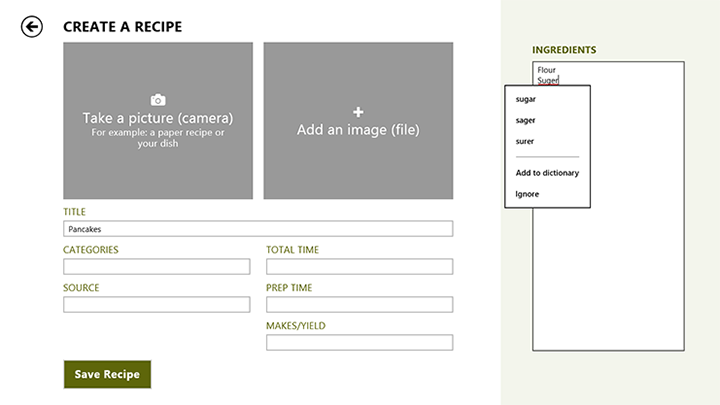 CREATE A RECIPE
Take a picture (camera)
For example: a paper recipe or
your dish
Add an image (file)
TITLE
Pancakes
CATEGORIES
TOTAL TIME
SOURCE
PREP TIME
MAKES/YIELD
Save Recipe
INGREDIENTS
Flour
Suger
sugar
sager
surer
Add to dictionary
Ignore